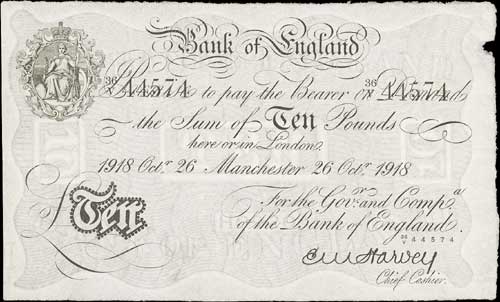 Bank of England
36/N 44574 36/N 44574
Promise to pay the Bearer on Demand
the Sum of Ten Pounds
here or in London.
1918 Octr. 26 Manchester 26 Octr. 1918
For the Govr. and Compa.
of the Bank of England.
44574
Ten
E M Harvey
Chief Cashier.